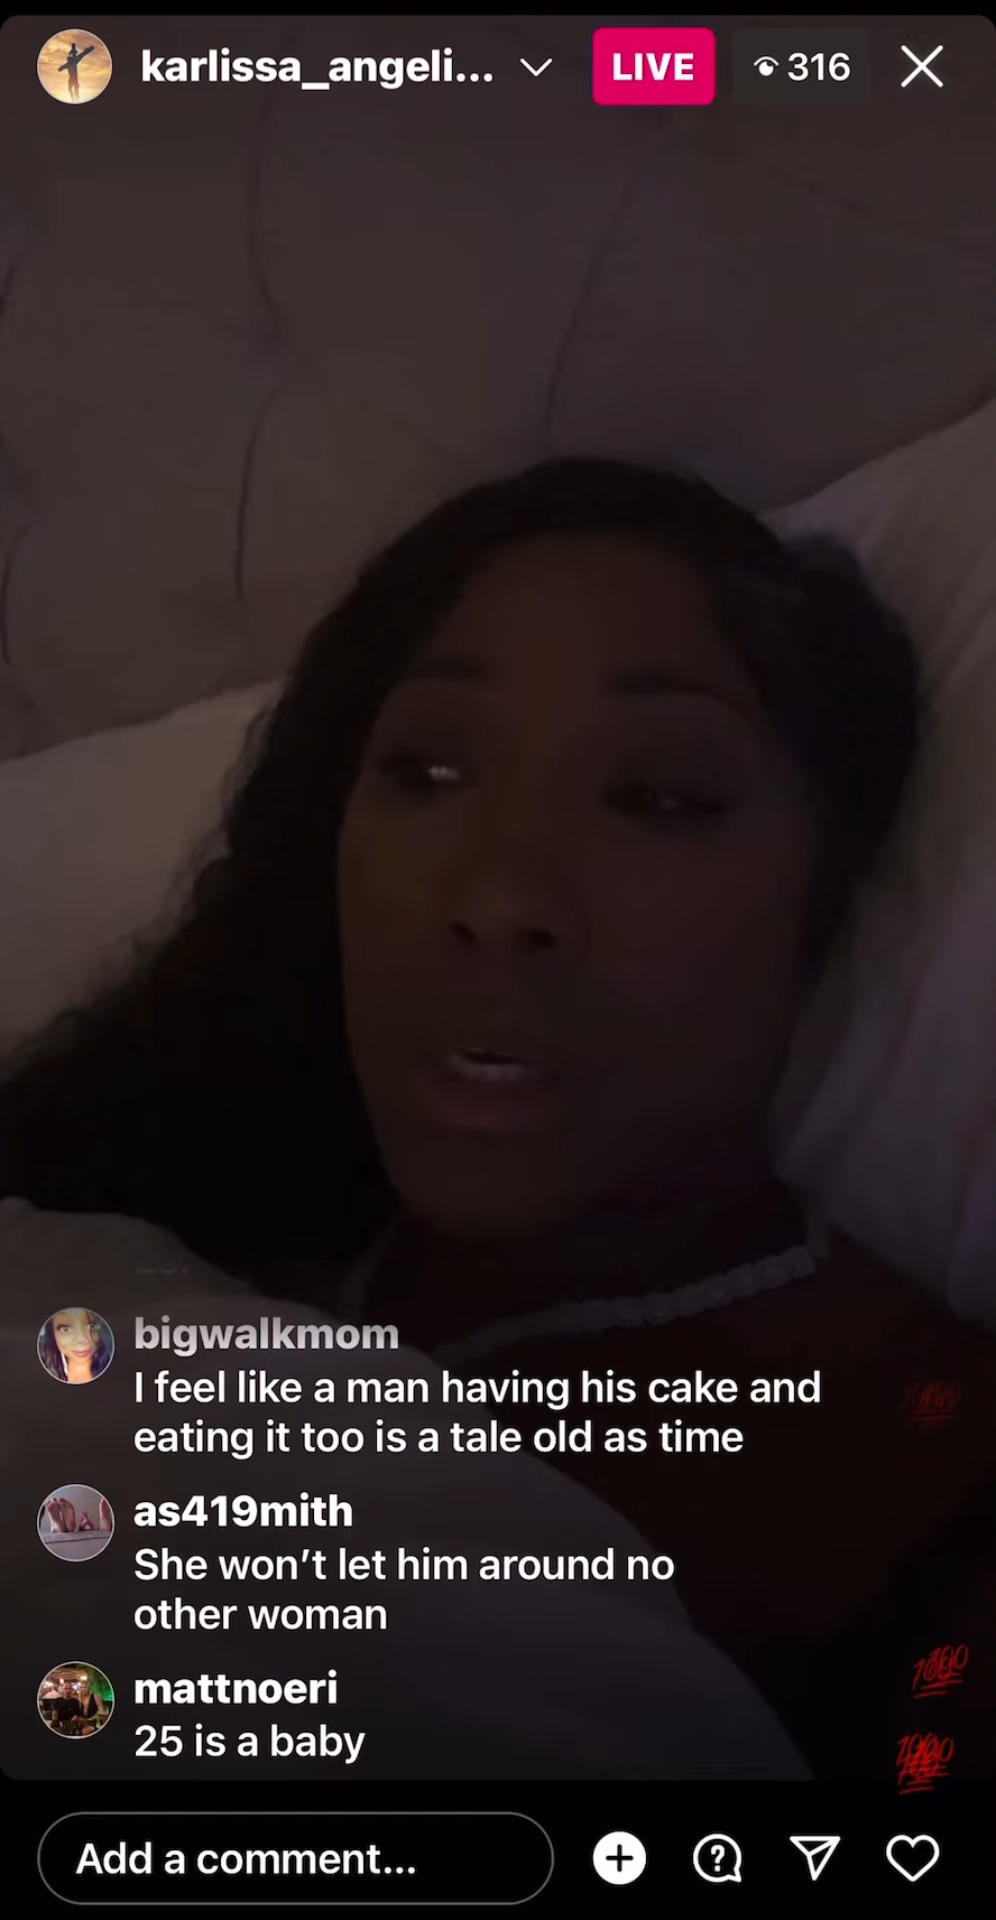 karlissa_angeli... LIVE 316
bigwalkmom
I feel like a man having his cake and
eating it too is a tale old as time
as419mith
She won’t let him around no
other woman
mattnoeri
25 is a baby
Add a comment...